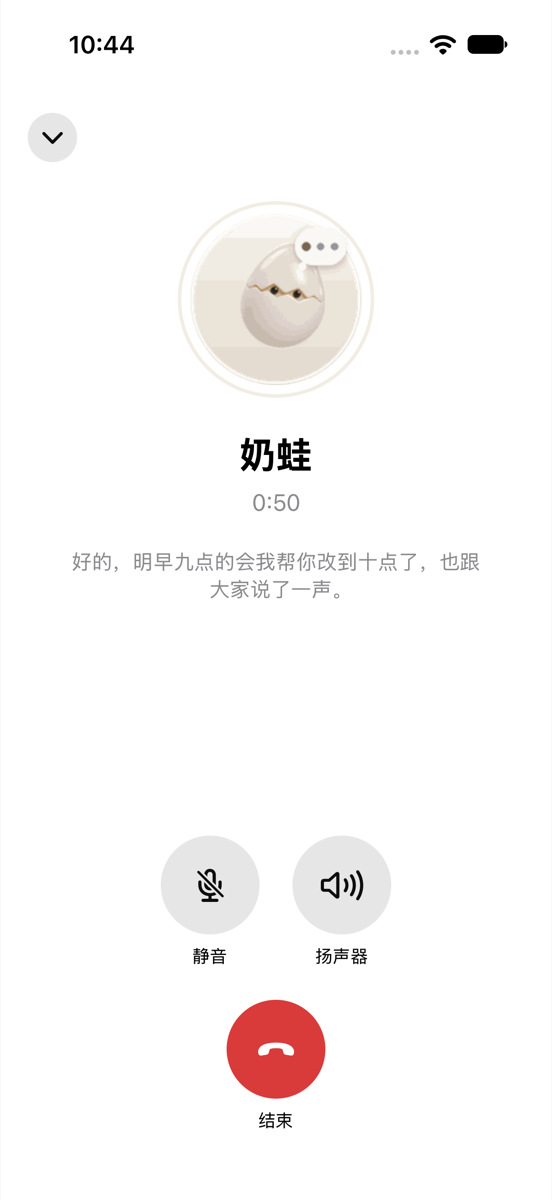 10:44
奶蛙
0:50
好的，明早九点的会我帮你改到十点了，也跟
大家说了一声。
静音
扬声器
结束